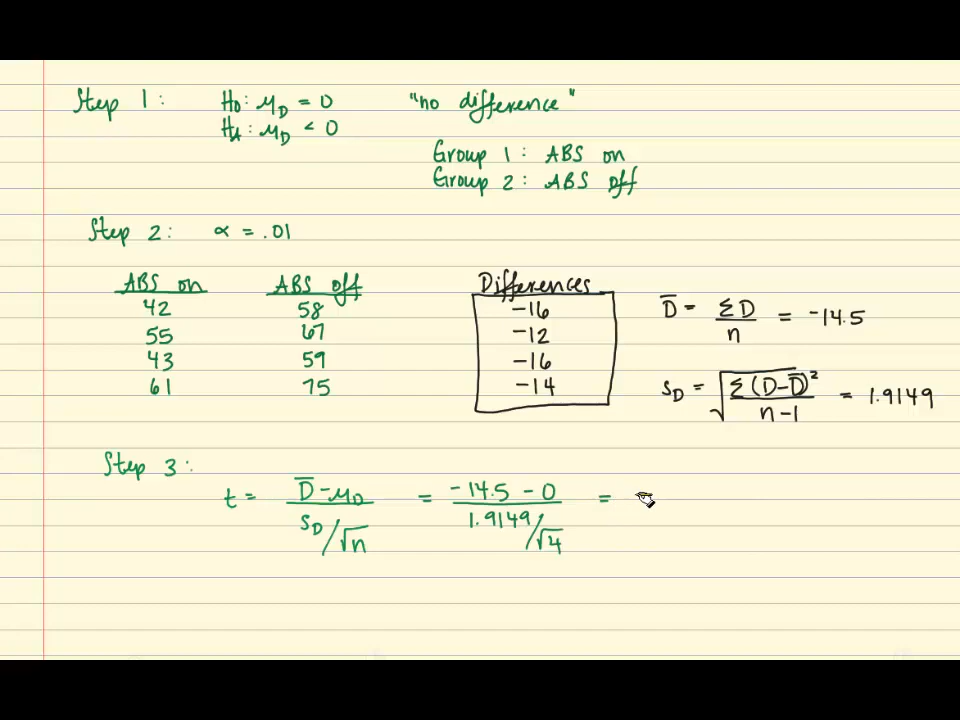 Step 1: H0: μD = 0 "no difference"
HA: μD < 0
Group 1: ABS on
Group 2: ABS off
Step 2: α = .01
ABS on ABS off Differences
42 58 -16
55 67 -12
43 59 -16
61 75 -14
D̄ = ΣD / n = -14.5
sD = √(Σ(D-D̄)² / n-1) = 1.9149
Step 3:
t = D̄ - μD / sD/√n = -14.5 - 0 / 1.9149/√4 =